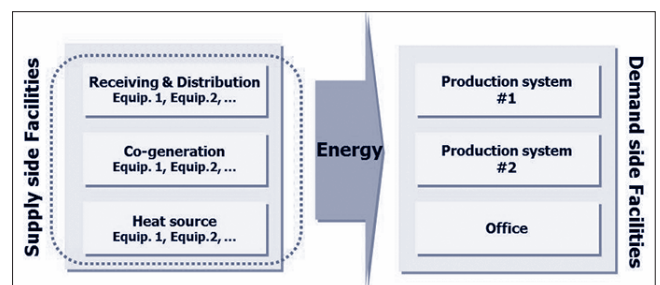 Supply side Facilities
Receiving & Distribution
Equip. 1, Equip.2, ...
Co-generation
Equip. 1, Equip.2, ...
Heat source
Equip. 1, Equip.2, ...
Energy
Production system
#1
Production system
#2
Office
Demand side Facilities